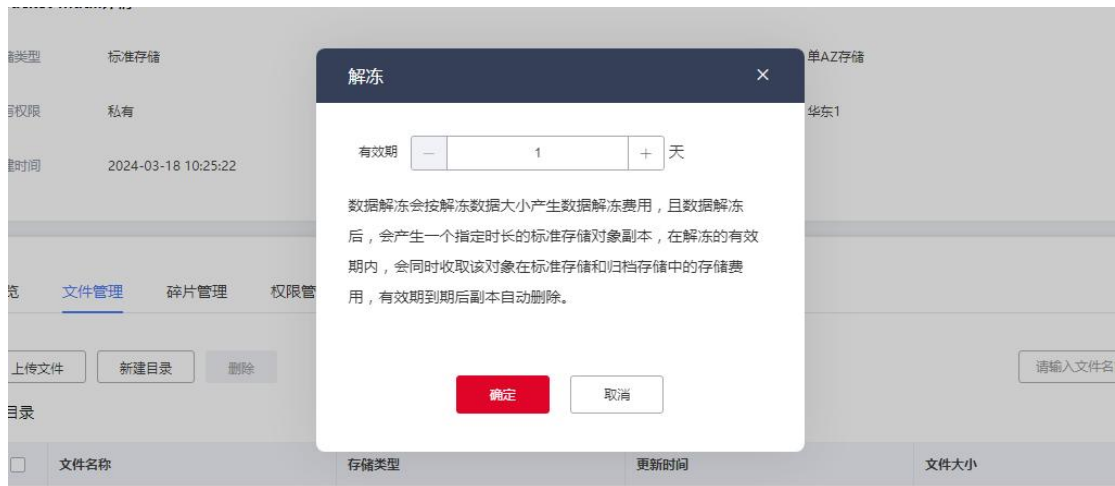 储类型 标准存储 单AZ存储
权限 私有 华东1
建时间 2024-03-18 10:25:22
解冻 ×
有效期 — 1 + 天
数据解冻会按解冻数据大小产生数据解冻费用，且数据解冻
后，会产生一个指定时长的标准存储对象副本，在解冻的有效
期内，会同时收取该对象在标准存储和归档存储中的存储费
用，有效期到期后副本自动删除。
确定 取消
览 文件管理 碎片管理 权限管
上传文件 新建目录 删除 请输入文件名
目录
文件名称 存储类型 更新时间 文件大小